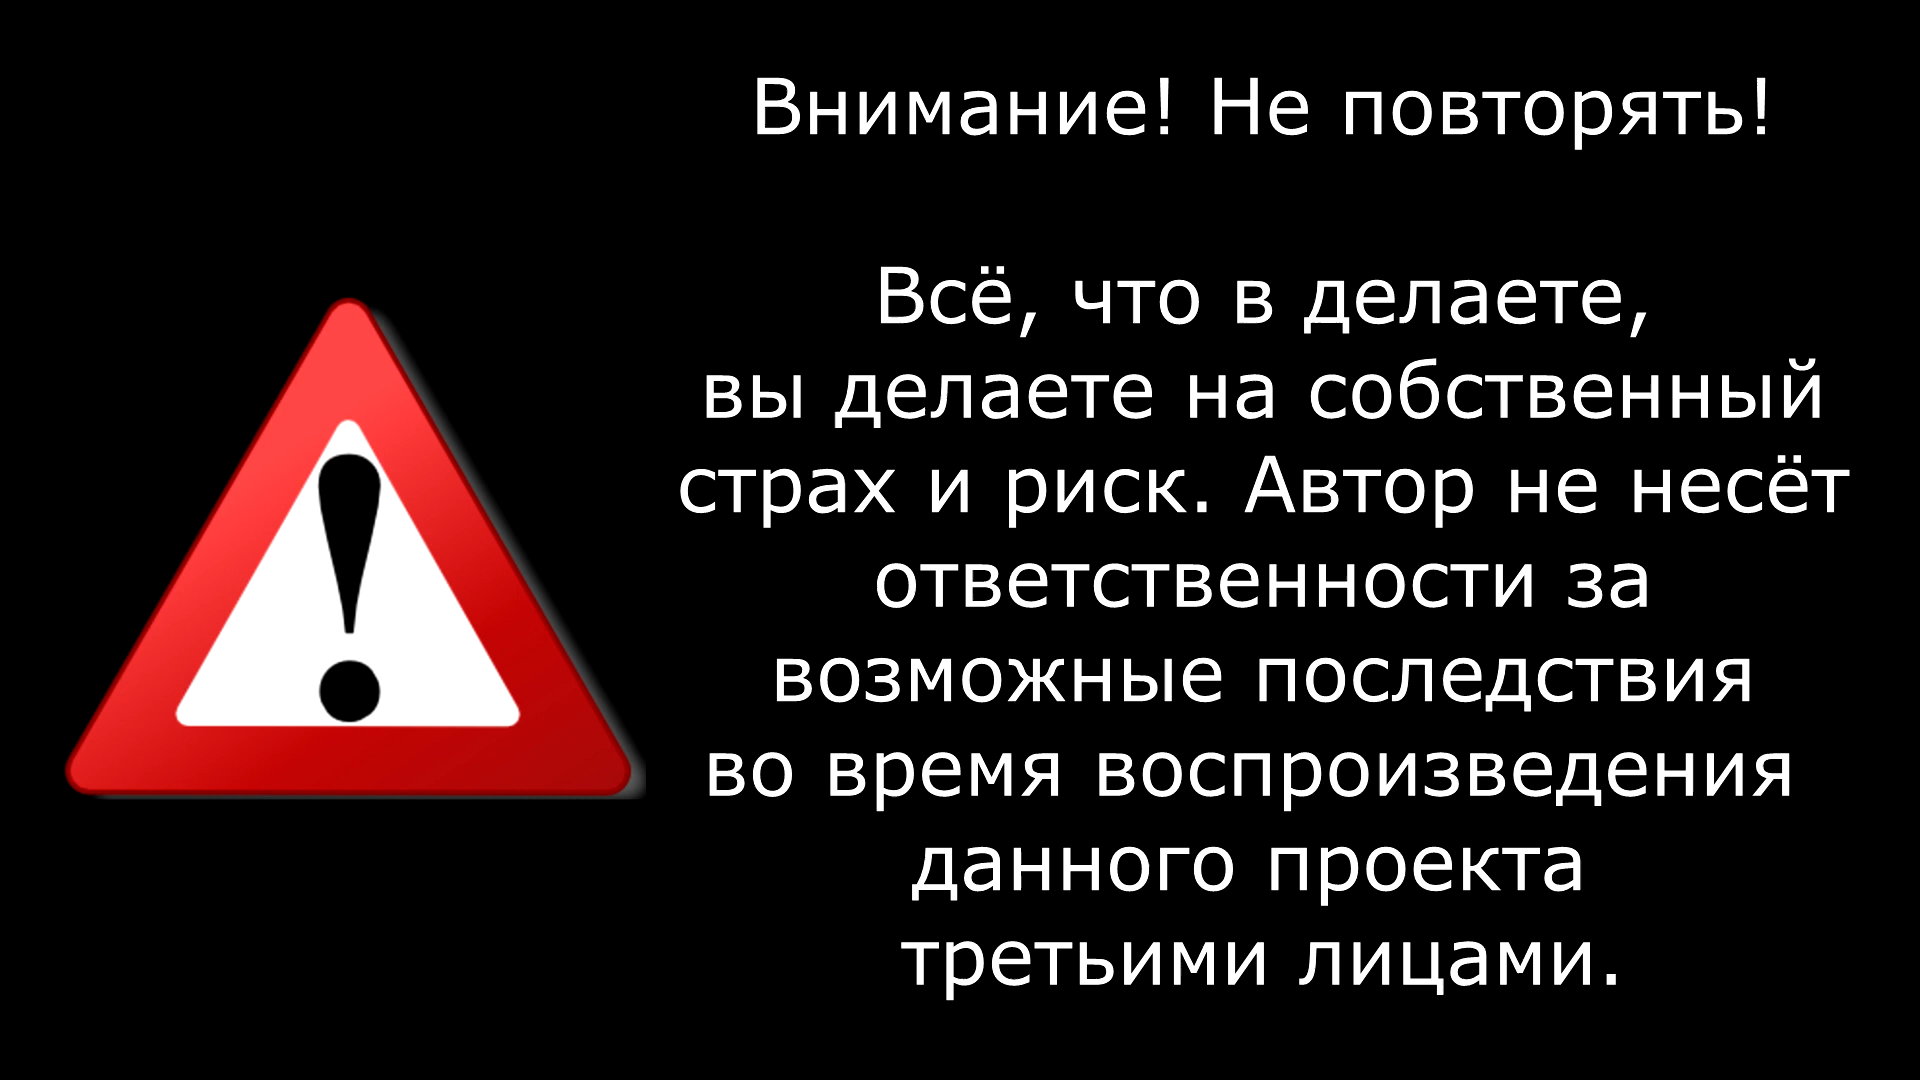 Внимание! Не повторять!
Всё, что в делаете,
вы делаете на собственный
страх и риск. Автор не несёт
ответственности за
возможные последствия
во время воспроизведения
данного проекта
третьими лицами.